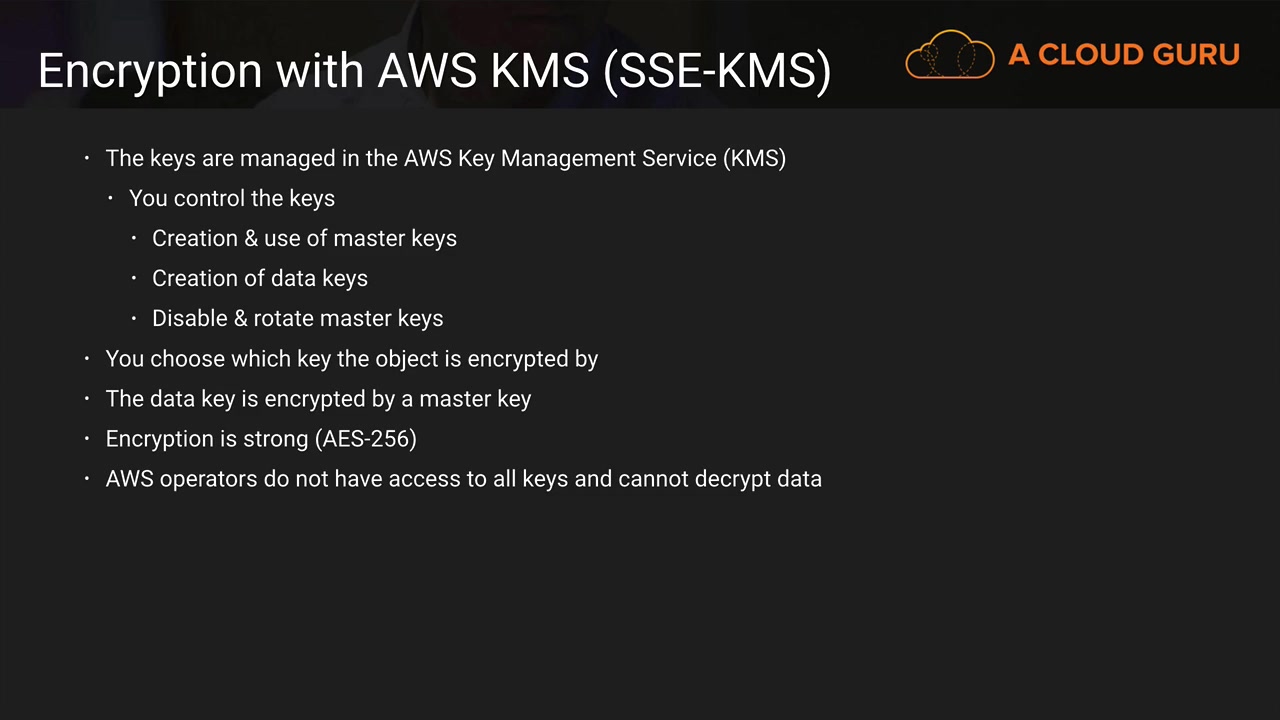 Encryption with AWS KMS (SSE-KMS)
A CLOUD GURU
· The keys are managed in the AWS Key Management Service (KMS)
· You control the keys
· Creation & use of master keys
· Creation of data keys
· Disable & rotate master keys
· You choose which key the object is encrypted by
· The data key is encrypted by a master key
· Encryption is strong (AES-256)
· AWS operators do not have access to all keys and cannot decrypt data